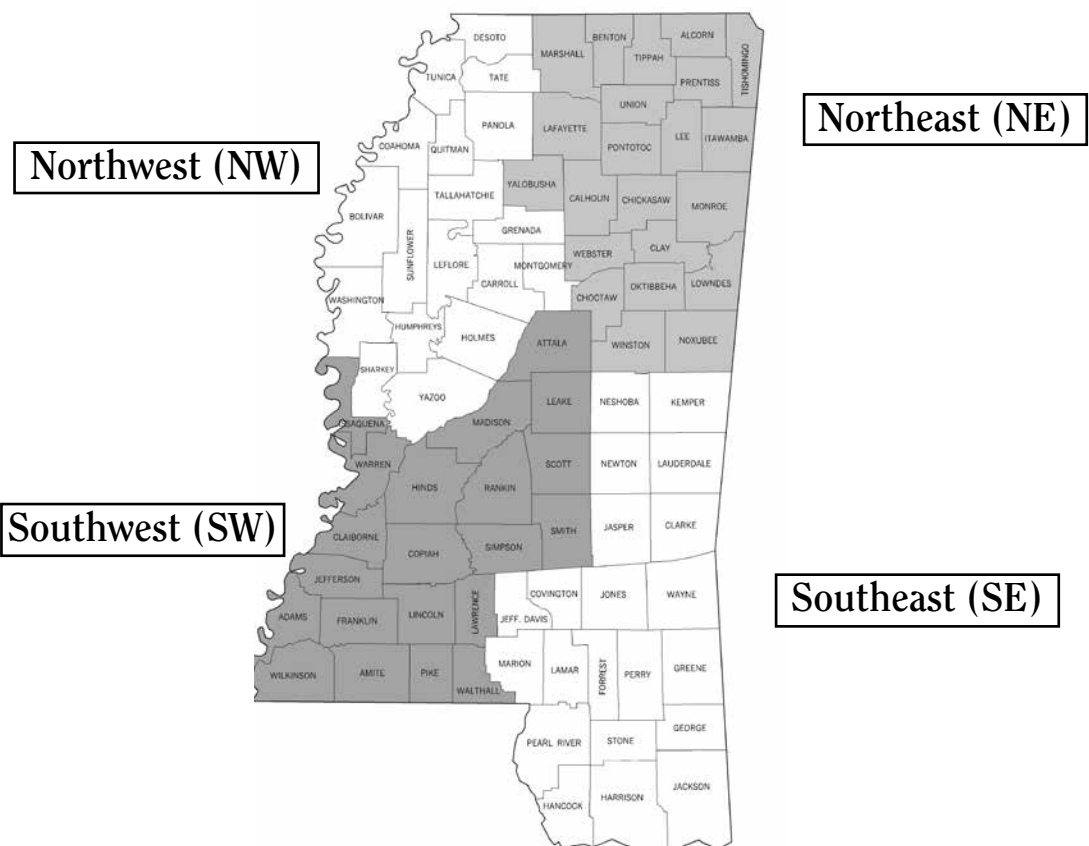 DESOTO
BENTON
ALCORN
MARSHALL
TIPPAH
TISHOMINGO
TUNICA
TATE
PRENTISS
UNION
Northeast (NE)
PANOLA
LAFAYETTE
LEE
ITAWAMBA
COAHOMA
QUITMAN
PONTOTOC
Northwest (NW)
YALOBUSHA
TALLAHATCHIE
CALHOUN
CHICKASAW
MONROE
BOLIVAR
SUNFLOWER
GRENADA
CLAY
WEBSTER
LEFLORE
MONTGOMERY
CARROLL
LOWNDES
OKTIBBEHA
CHOCTAW
WASHINGTON
HUMPHREYS
HOLMES
ATTALA
WINSTON
NOXUBEE
SHARKEY
YAZOO
LEAKE
NESHOBA
KEMPER
SAQUENA
MADISON
WARREN
SCOTT
NEWTON
LAUDERDALE
HINDS
RANKIN
Southwest (SW)
CLAIBORNE
SMITH
JASPER
CLARKE
COPIAH
SIMPSON
JEFFERSON
COVINGTON
JONES
WAYNE
Southeast (SE)
ADAMS
FRANKLIN
LINCOLN
LAWRENCE
JEFF. DAVIS
MARION
LAMAR
FORREST
PERRY
GREENE
WILKINSON
AMITE
PIKE
WALTHALL
GEORGE
PEARL RIVER
STONE
JACKSON
HANCOCK
HARRISON